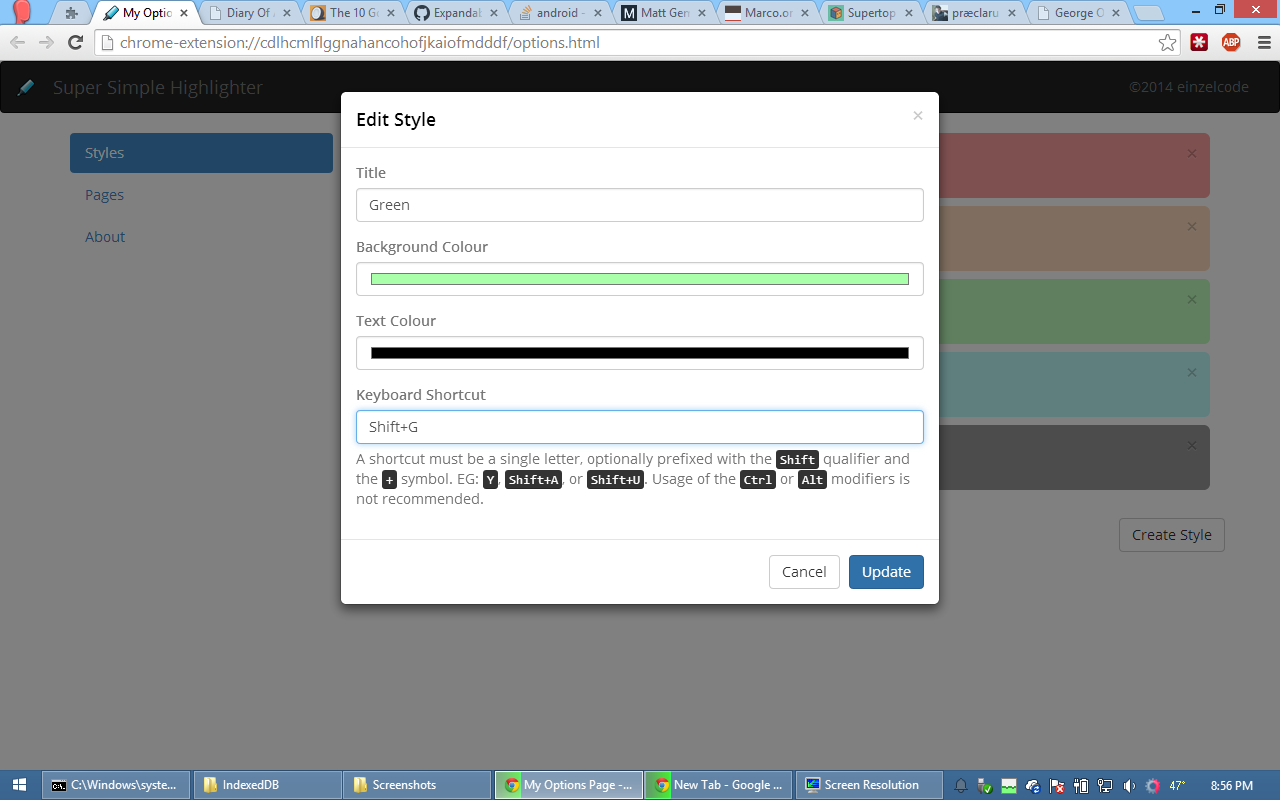 My Optio
Diary Of
The 10 Ge
Expandab
android -
Matt Gen
Marco.or
Supertop
præclaru
George O
chrome-extension://cdlhcmlflggnahancohofjkaiofmdddf/options.html
ABP
Super Simple Highlighter
©2014 einzelcode
Edit Style
Styles
Pages
About
Title
Green
Background Colour
Text Colour
Keyboard Shortcut
Shift+G
A shortcut must be a single letter, optionally prefixed with the Shift qualifier and
the + symbol. EG: Y, Shift+A, or Shift+U. Usage of the Ctrl or Alt modifiers is
not recommended.
Create Style
Cancel
Update
C:\Windows\syste...
IndexedDB
Screenshots
My Options Page -...
New Tab - Google ...
Screen Resolution
47°
8:56 PM